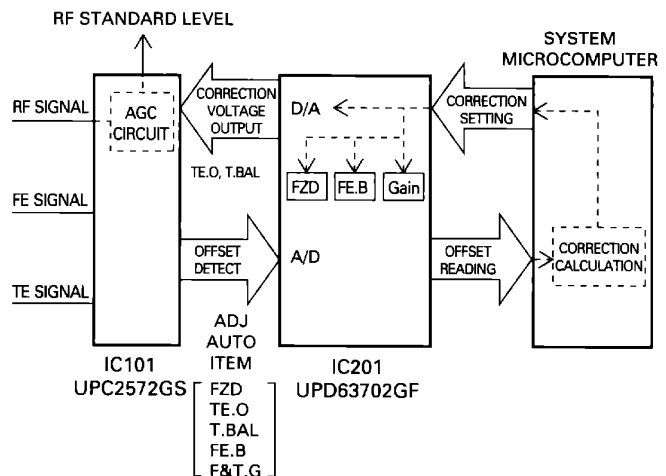 RF STANDARD LEVEL
SYSTEM
MICROCOMPUTER
RF SIGNAL
AGC
CIRCUIT
CORRECTION
VOLTAGE
OUTPUT
D/A
CORRECTION
SETTING
TE.O, T.BAL
FZD
FE.B
Gain
FE SIGNAL
OFFSET
DETECT
A/D
OFFSET
READING
CORRECTION
CALCULATION
TE SIGNAL
IC101
UPC2572GS
ADJ
AUTO
ITEM
FZD
TE.O
T.BAL
FE.B
F&T.G
IC201
UPD63702GF